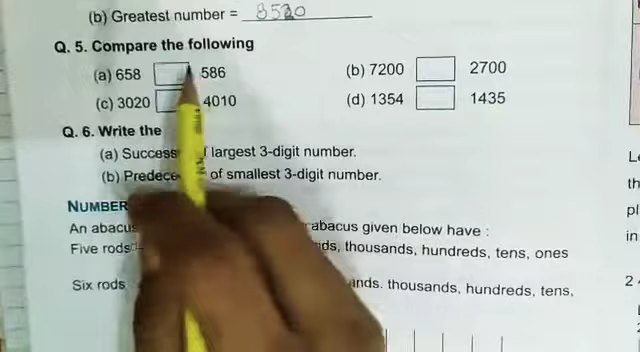 (b) Greatest number = 8520
Q. 5. Compare the following
(a) 658 586 (b) 7200 2700
(c) 3020 4010 (d) 1354 1435
Q. 6. Write the
(a) Success largest 3-digit number.
(b) Predece of smallest 3-digit number.
NUMBER
An abacus abacus given below have :
Five rods thousands, hundreds, tens, ones
Six rods thousands, hundreds, tens,